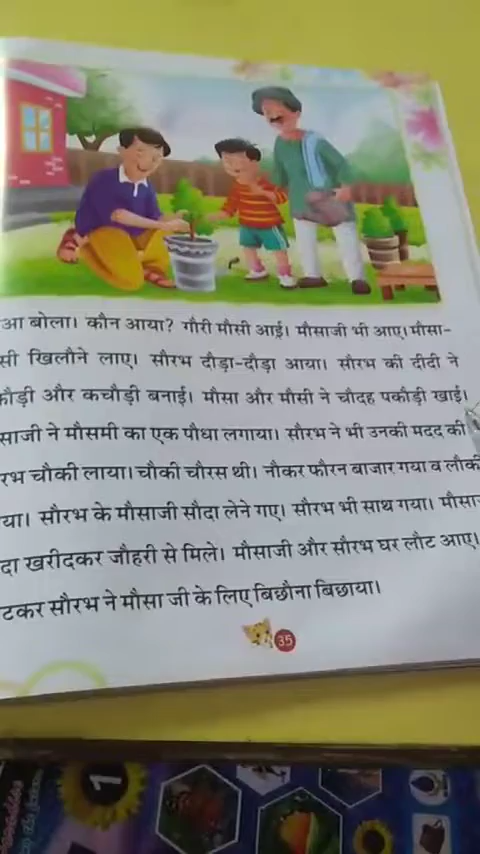 आ बोला। कौन आया? गौरी मौसी आई। मौसाजी भी आए। मौसा-
सी खिलौने लाए। सौरभ दौड़ा-दौड़ा आया। सौरभ की दीदी ने
कौड़ी और कचौड़ी बनाई। मौसा और मौसी ने चौदह पकौड़ी खाई।
साजी ने मौसमी का एक पौधा लगाया। सौरभ ने भी उनकी मदद की
रभ चौकी लाया। चौकी चौरस थी। नौकर फौरन बाजार गया व लौकी
या। सौरभ के मौसाजी सौदा लेने गए। सौरभ भी साथ गया। मौसा-
दा खरीदकर जौहरी से मिले। मौसाजी और सौरभ घर लौट आए।
टकर सौरभ ने मौसा जी के लिए बिछौना बिछाया।
35
1